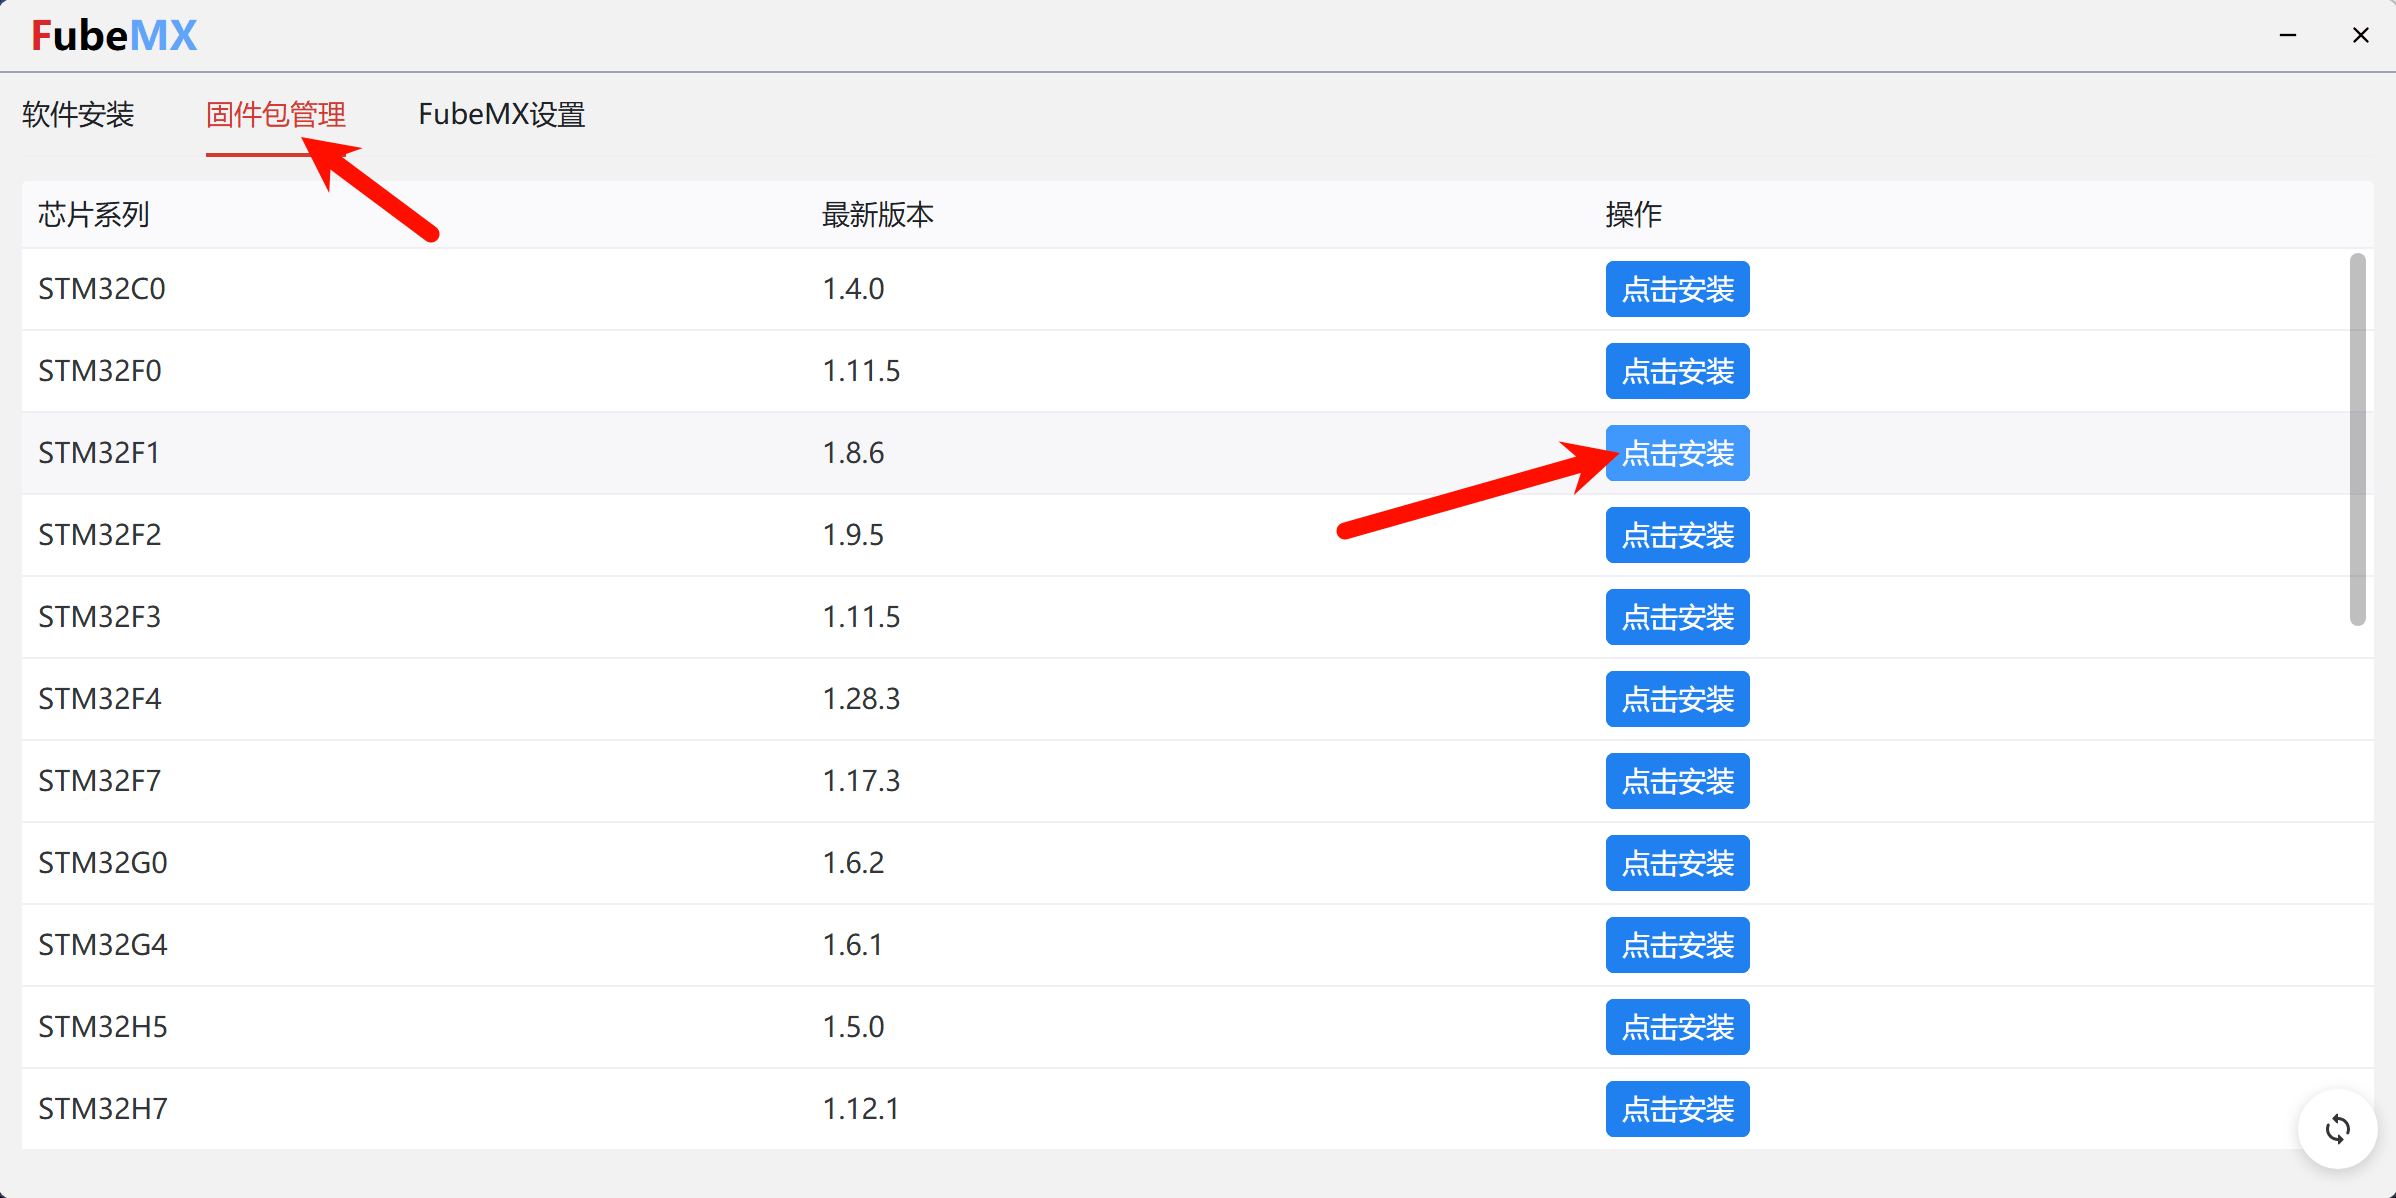 FubeMX
软件安装 固件包管理 FubeMX设置
芯片系列 最新版本 操作
STM32C0 1.4.0 点击安装
STM32F0 1.11.5 点击安装
STM32F1 1.8.6 点击安装
STM32F2 1.9.5 点击安装
STM32F3 1.11.5 点击安装
STM32F4 1.28.3 点击安装
STM32F7 1.17.3 点击安装
STM32G0 1.6.2 点击安装
STM32G4 1.6.1 点击安装
STM32H5 1.5.0 点击安装
STM32H7 1.12.1 点击安装